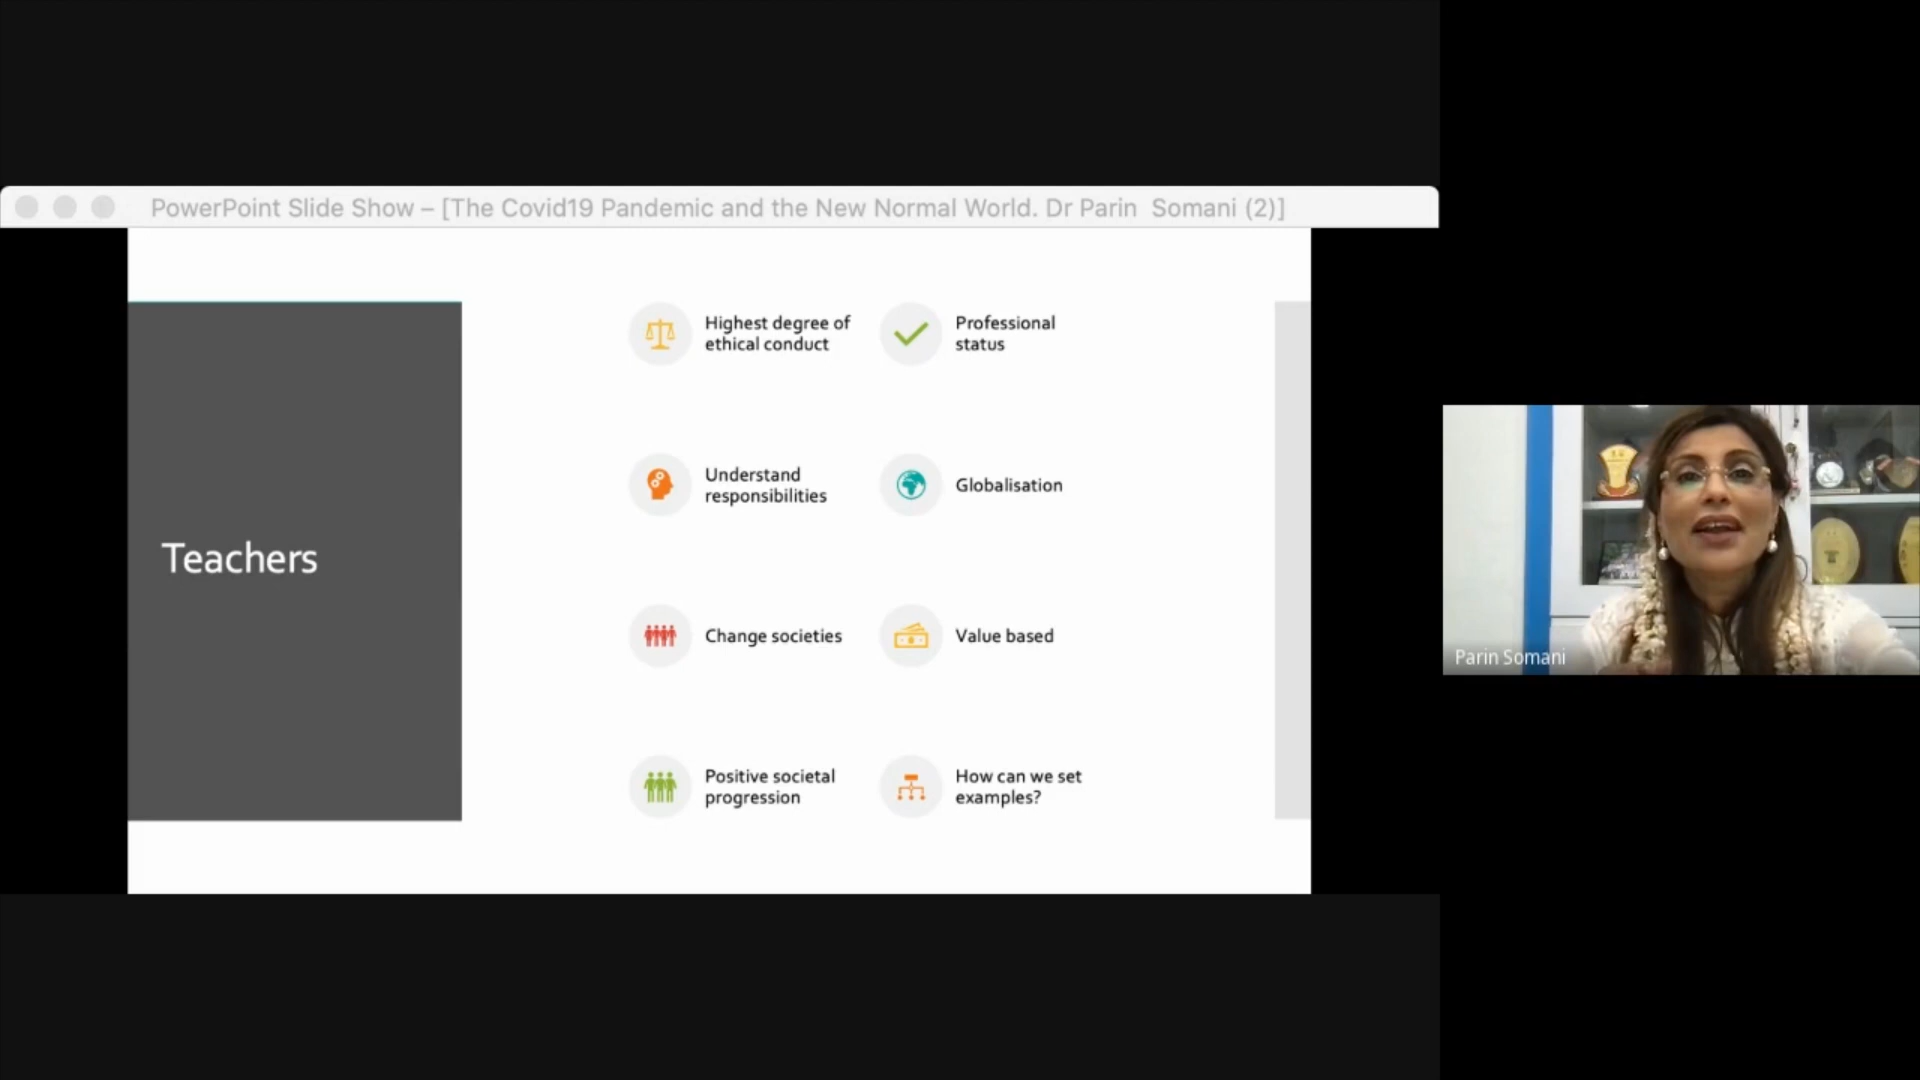 PowerPoint Slide Show – [The Covid19 Pandemic and the New Normal World. Dr Parin  Somani (2)]
Teachers
Highest degree of
ethical conduct
Professional
status
Understand
responsibilities
Globalisation
Change societies
Value based
Positive societal
progression
How can we set
examples?
Parin Somani